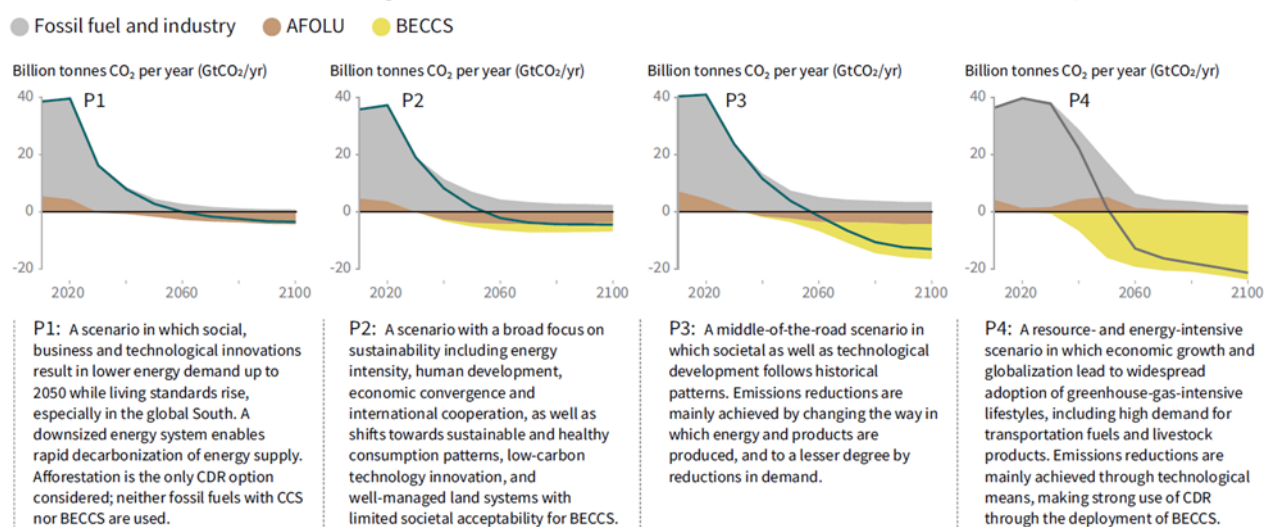 Fossil fuel and industry AFOLU BECCS
Billion tonnes CO₂ per year (GtCO₂/yr)
40
P1
20
0
-20
2020 2060 2100
Billion tonnes CO₂ per year (GtCO₂/yr)
40
P2
20
0
-20
2020 2060 2100
Billion tonnes CO₂ per year (GtCO₂/yr)
40
P3
20
0
-20
2020 2060 2100
Billion tonnes CO₂ per year (GtCO₂/yr)
40
P4
20
0
-20
2020 2060 2100
P1: A scenario in which social,
business and technological innovations
result in lower energy demand up to
2050 while living standards rise,
especially in the global South. A
downsized energy system enables
rapid decarbonization of energy supply.
Afforestation is the only CDR option
considered; neither fossil fuels with CCS
nor BECCS are used.
P2: A scenario with a broad focus on
sustainability including energy
intensity, human development,
economic convergence and
international cooperation, as well as
shifts towards sustainable and healthy
consumption patterns, low-carbon
technology innovation, and
well-managed land systems with
limited societal acceptability for BECCS.
P3: A middle-of-the-road scenario in
which societal as well as technological
development follows historical
patterns. Emissions reductions are
mainly achieved by changing the way in
which energy and products are
produced, and to a lesser degree by
reductions in demand.
P4: A resource- and energy-intensive
scenario in which economic growth and
globalization lead to widespread
adoption of greenhouse-gas-intensive
lifestyles, including high demand for
transportation fuels and livestock
products. Emissions reductions are
mainly achieved through technological
means, making strong use of CDR
through the deployment of BECCS.